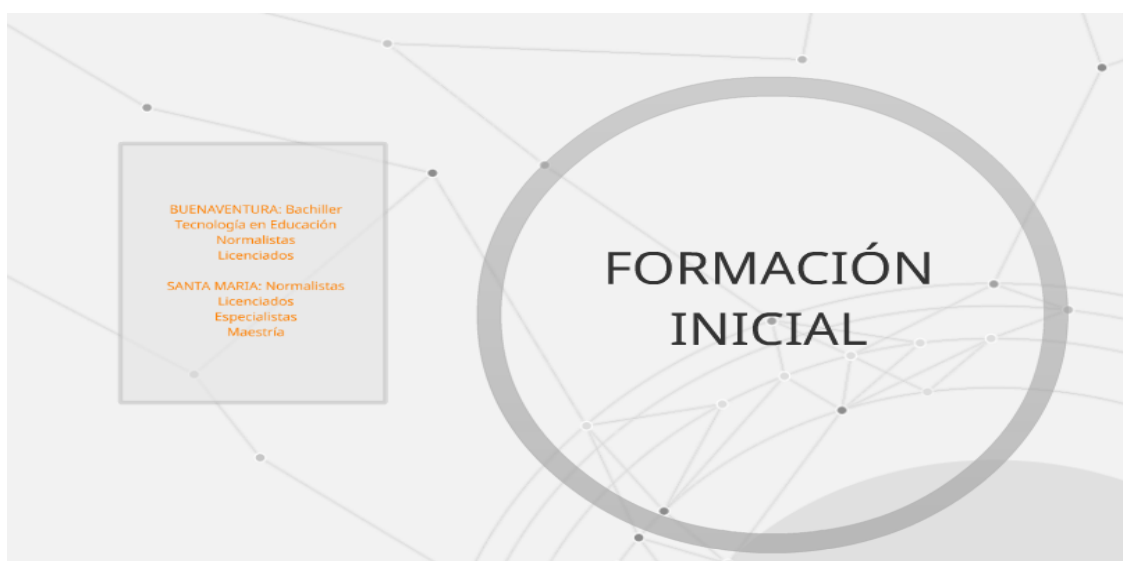 BUENAVENTURA: Bachiller
Tecnología en Educación
Normalistas
Licenciados
SANTA MARIA: Normalistas
Licenciados
Especialistas
Maestría
FORMACIÓN
INICIAL